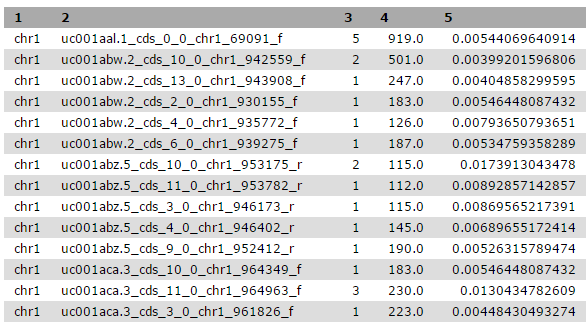 1 2 3 4 5
chr1 uc001aal.1_cds_0_0_chr1_69091_f 5 919.0 0.00544069640914
chr1 uc001abw.2_cds_10_0_chr1_942559_f 2 501.0 0.00399201596806
chr1 uc001abw.2_cds_13_0_chr1_943908_f 1 247.0 0.00404858299595
chr1 uc001abw.2_cds_2_0_chr1_930155_f 1 183.0 0.00546448087432
chr1 uc001abw.2_cds_4_0_chr1_935772_f 1 126.0 0.00793650793651
chr1 uc001abw.2_cds_6_0_chr1_939275_f 1 187.0 0.00534759358289
chr1 uc001abz.5_cds_10_0_chr1_953175_r 2 115.0 0.0173913043478
chr1 uc001abz.5_cds_11_0_chr1_953782_r 1 112.0 0.00892857142857
chr1 uc001abz.5_cds_3_0_chr1_946173_r 1 115.0 0.00869565217391
chr1 uc001abz.5_cds_4_0_chr1_946402_r 1 145.0 0.00689655172414
chr1 uc001abz.5_cds_9_0_chr1_952412_r 1 190.0 0.00526315789474
chr1 uc001aca.3_cds_10_0_chr1_964349_f 1 183.0 0.00546448087432
chr1 uc001aca.3_cds_11_0_chr1_964963_f 3 230.0 0.0130434782609
chr1 uc001aca.3_cds_3_0_chr1_961826_f 1 223.0 0.00448430493274